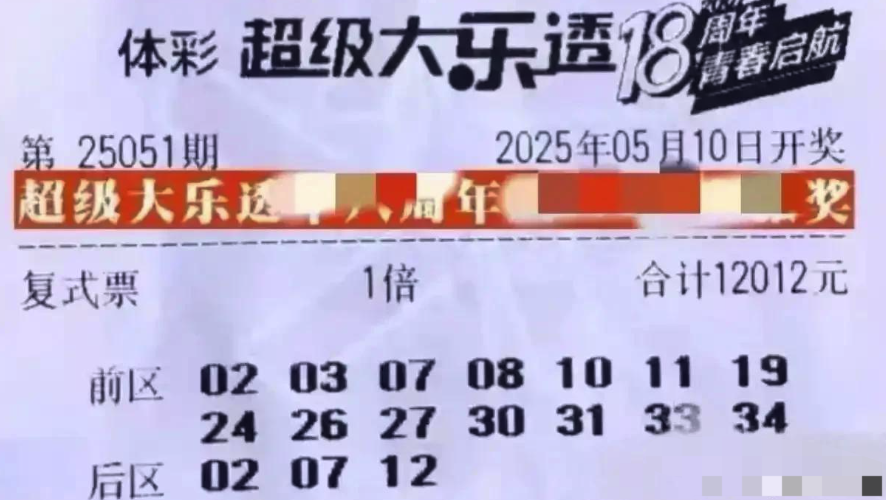 体彩 超级大乐透 18周年
青春启航
第 25051期 2025年05月10日开奖
超级大乐透 八周年 奖
复式票 1倍 合计12012元
前区 02 03 07 08 10 11 19
24 26 27 30 31 33 34
后区 02 07 12